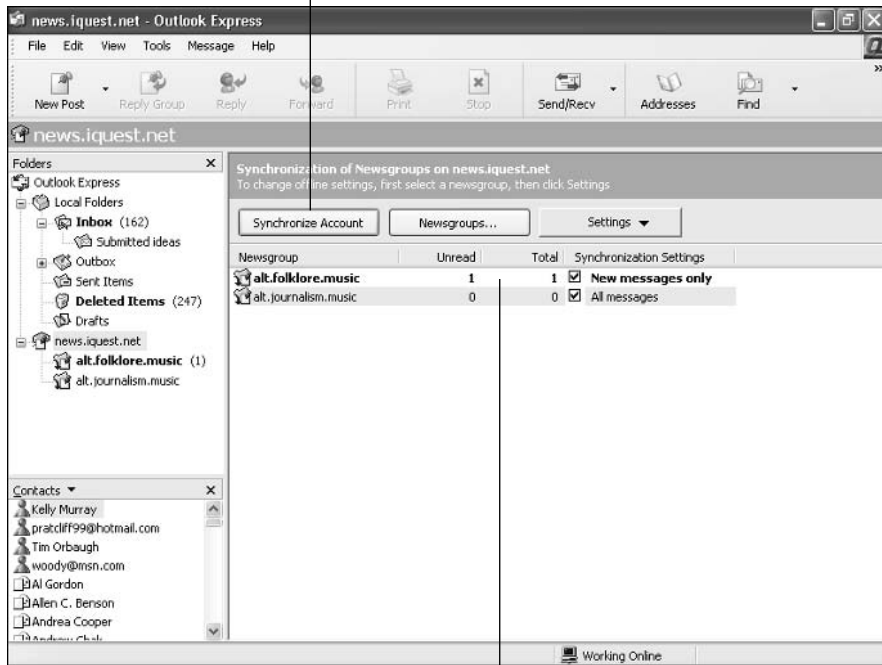 news.iquest.net - Outlook Express
File Edit View Tools Message Help
New Post Reply Group Reply Forward Print Stop Send/Recv Addresses Find
news.iquest.net
Folders
Outlook Express
Local Folders
Inbox (162)
Submitted ideas
Outbox
Sent Items
Deleted Items (247)
Drafts
news.iquest.net
alt.folklore.music (1)
alt.journalism.music
Contacts
Kelly Murray
pratcliff99@hotmail.com
Tim Orbaugh
woody@msn.com
Al Gordon
Allen C. Benson
Andrea Cooper
Andrew Chak
Synchronization of Newsgroups on news.iquest.net
To change offline settings, first select a newsgroup, then click Settings
Synchronize Account Newsgroups... Settings
Newsgroup Unread Total Synchronization Settings
alt.folklore.music 1 1 New messages only
alt.journalism.music 0 0 All messages
Working Online